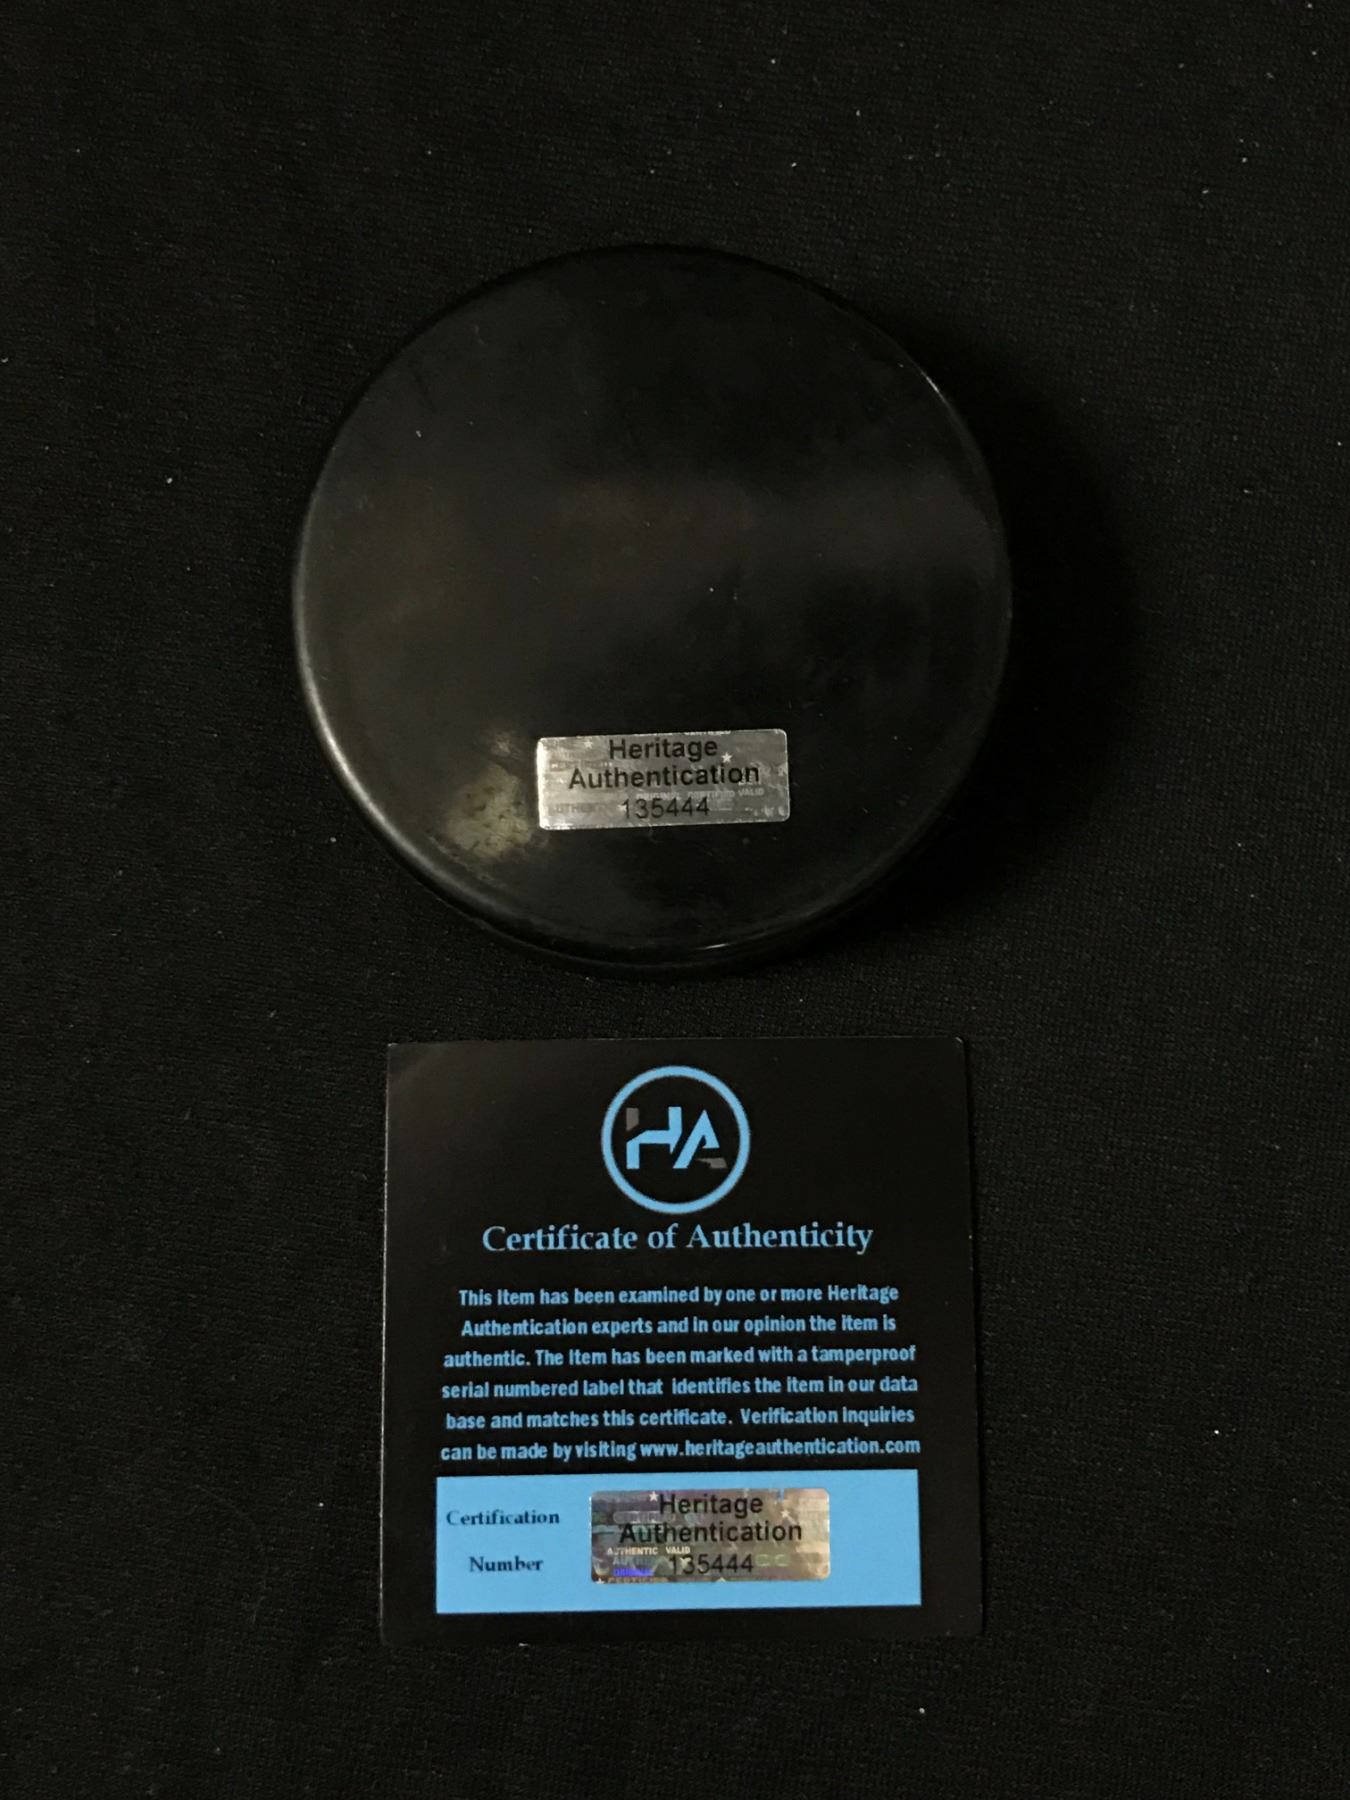 Heritage
Authentication
135444
HA
Certificate of Authenticity
This Item has been examined by one or more Heritage
Authentication experts and in our opinion the item is
authentic. The Item has been marked with a tamperproof
serial numbered label that identifies the item in our data
base and matches this certificate. Verification inquiries
can be made by visiting www.heritageauthentication.com
Certification
Number
Heritage
Authentication
AUTHENTIC VALID
135444